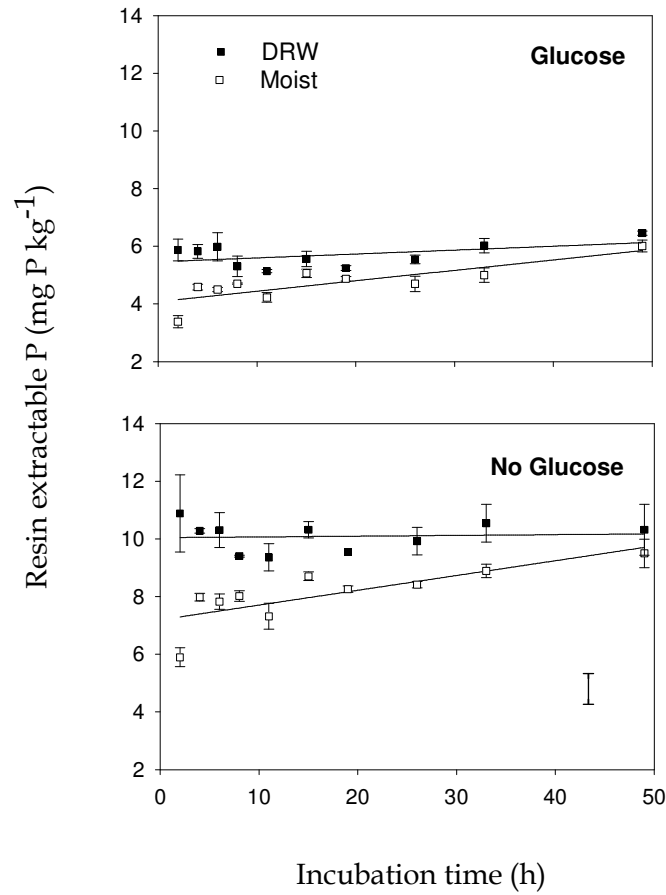 14
DRW
Glucose
12
Moist
10
8
6
4
2
Resin extractable P (mg P kg-1)
14
No Glucose
12
10
8
6
4
2
0 10 20 30 40 50
Incubation time (h)